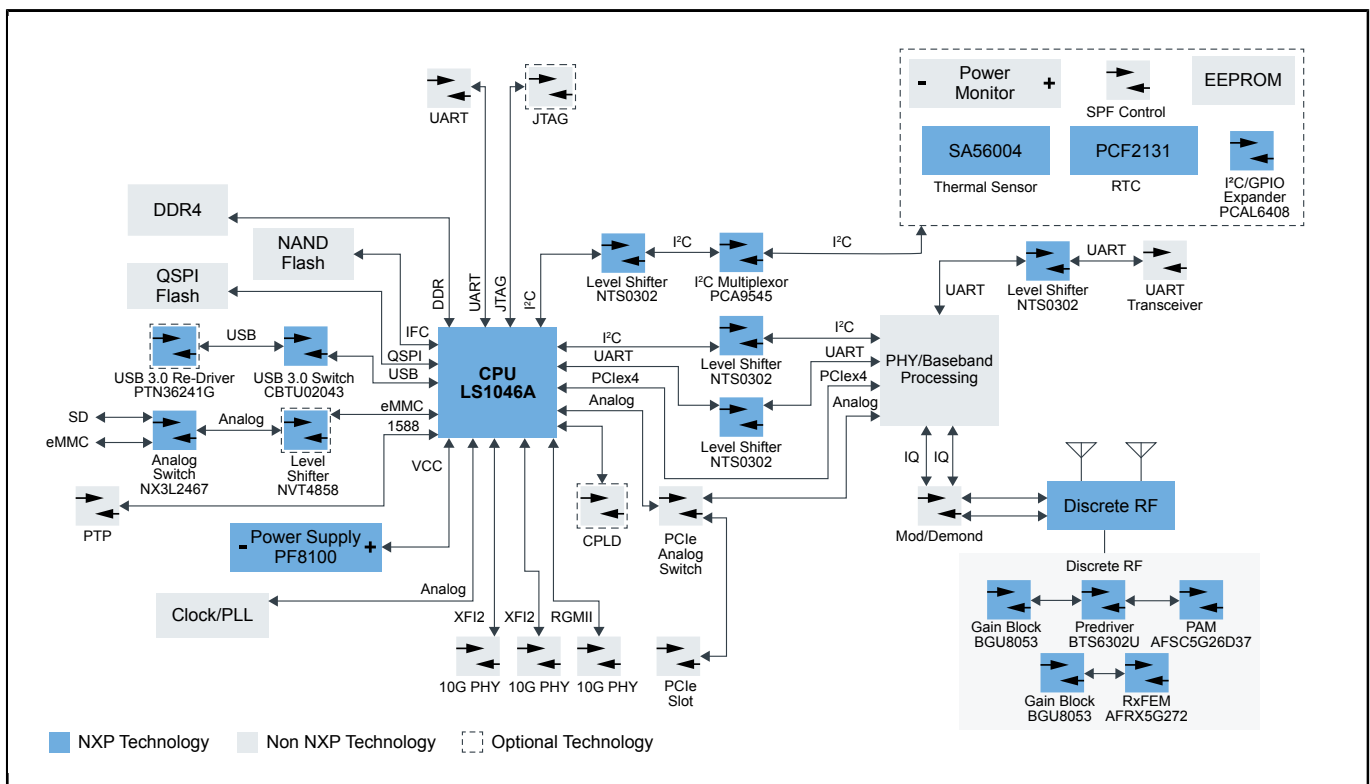 - Power Monitor +
SPF Control
EEPROM
UART
JTAG
SA56004
Thermal Sensor
PCF2131
RTC
I²C/GPIO
Expander
PCAL6408
DDR4
NAND
Flash
QSPI
Flash
DDR
UART
JTAG
I²C
Level Shifter
NTS0302
I²C
I²C Multiplexor
PCA9545
I²C
UART
Level Shifter
NTS0302
UART
UART
Transceiver
IFC
QSPI
USB
USB
USB 3.0 Re-Driver
PTN36241G
USB 3.0 Switch
CBTU02043
CPU
LS1046A
I²C
UART
PCIex4
Analog
Level Shifter
NTS0302
Level Shifter
NTS0302
I²C
UART
PCIex4
Analog
PHY/Baseband
Processing
SD
eMMC
Analog
Switch
NX3L2467
Analog
Level
Shifter
NVT4858
eMMC
1588
VCC
PTP
- Power Supply +
PF8100
CPLD
PCIe
Analog
Switch
IQ
IQ
Mod/Demond
Discrete RF
Discrete RF
Clock/PLL
Analog
XFI2
XFI2
RGMII
10G PHY
10G PHY
10G PHY
PCIe
Slot
Gain Block
BGU8053
Predriver
BTS6302U
PAM
AFSC5G26D37
Gain Block
BGU8053
RxFEM
AFRX5G272
NXP Technology
Non NXP Technology
Optional Technology